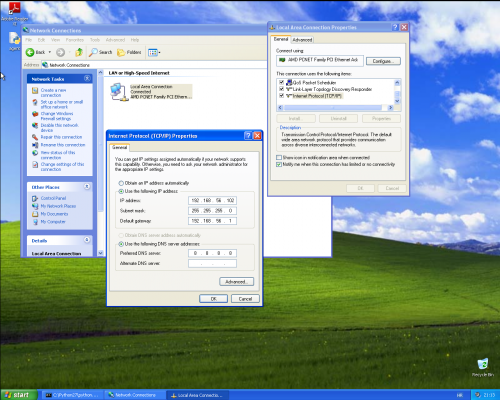 Network Connections
File Edit View Favorites Tools Advanced Help
Back
Search
Folders
Address
Network Connections
Network Tasks
Create a new connection
Set up a home or small office network
Change Windows Firewall settings
Disable this network device
Repair this connection
Rename this connection
View status of this connection
Change settings of this connection
Other Places
Control Panel
My Network Places
My Documents
My Computer
Details
Local Area Connection
LAN or High-Speed Internet
Local Area Connection
Connected
AMD PCNET Family PCI Ethern...
Local Area Connection Properties
General
Advanced
Connect using:
AMD PCNET Family PCI Ethernet Ada
Configure...
This connection uses the following items:
QoS Packet Scheduler
Link-Layer Topology Discovery Responder
Internet Protocol (TCP/IP)
Install...
Uninstall
Properties
Description
Transmission Control Protocol/Internet Protocol. The default
wide area network protocol that provides communication
across diverse interconnected networks.
Show icon in notification area when connected
Notify me when this connection has limited or no connectivity
OK
Cancel
Internet Protocol (TCP/IP) Properties
General
You can get IP settings assigned automatically if your network supports
this capability. Otherwise, you need to ask your network administrator for
the appropriate IP settings.
Obtain an IP address automatically
Use the following IP address:
IP address:
192 . 168 . 56 . 102
Subnet mask:
255 . 255 . 255 . 0
Default gateway:
192 . 168 . 56 . 1
Obtain DNS server address automatically
Use the following DNS server addresses:
Preferred DNS server:
8 . 8 . 8 . 8
Alternate DNS server:
Advanced...
OK
Cancel
Recycle Bin
start
C:\Python27\python....
Network Connections
Local Area Connectio...
HR
21:15